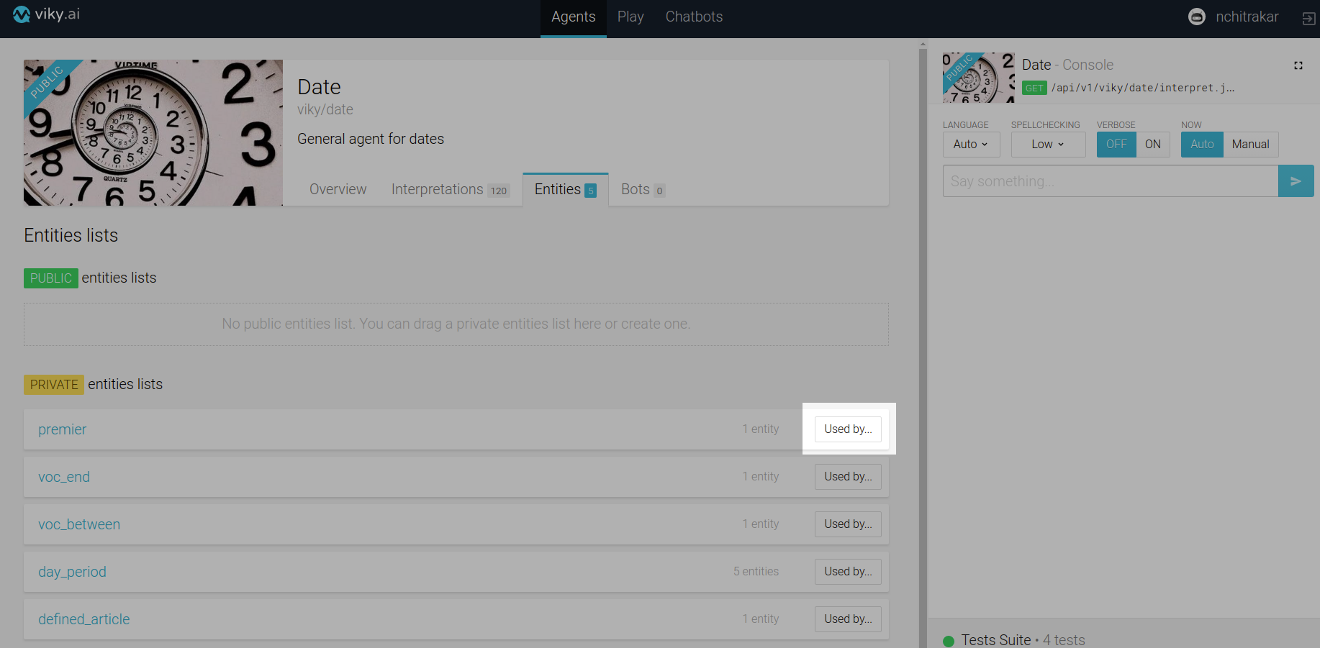 viky.ai
Agents Play Chatbots
nchitrakar
PUBLIC
Date
viky/date
General agent for dates
Overview Interpretations 120 Entities 5 Bots 0
Entities lists
PUBLIC entities lists
No public entities list. You can drag a private entities list here or create one.
PRIVATE entities lists
premier 1 entity Used by...
voc_end 1 entity Used by...
voc_between 1 entity Used by...
day_period 5 entities Used by...
defined_article 1 entity Used by...
PUBLIC
Date - Console
GET /api/v1/viky/date/interpret.j...
LANGUAGE SPELLCHECKING VERBOSE NOW
Auto Low OFF ON Auto Manual
Say something...
Tests Suite • 4 tests